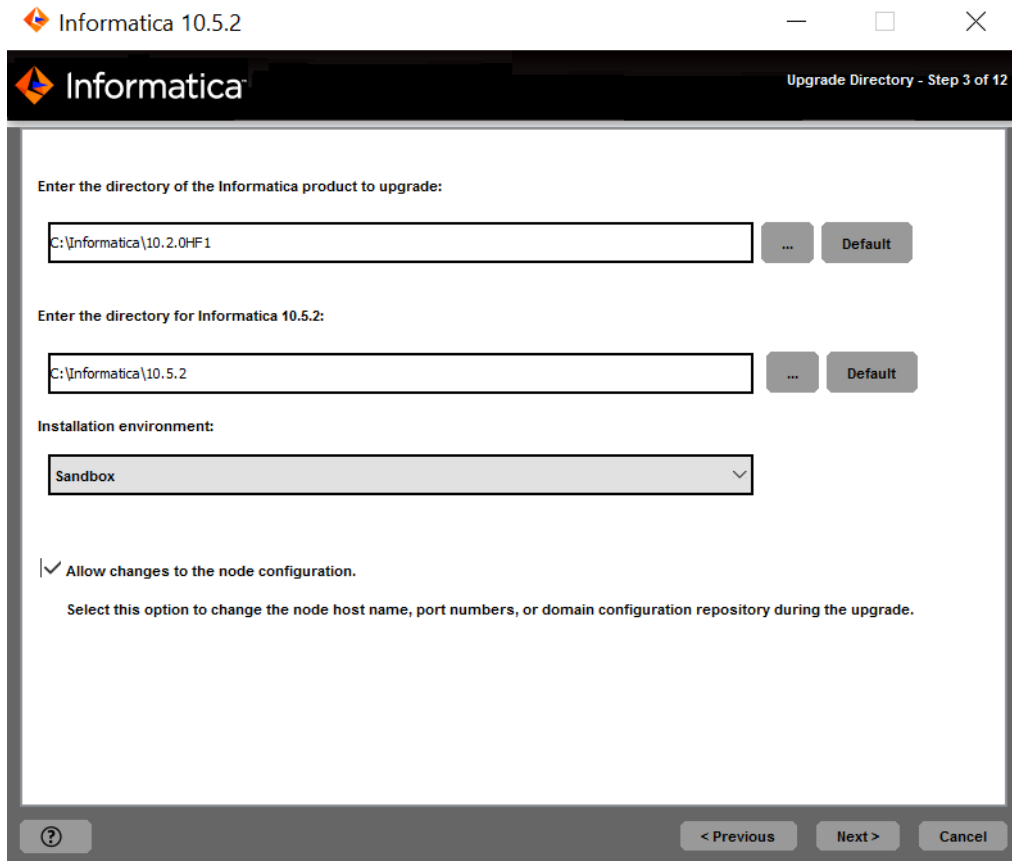 Informatica 10.5.2
Informatica
Upgrade Directory - Step 3 of 12
Enter the directory of the Informatica product to upgrade:
C:\Informatica\10.2.0HF1
...
Default
Enter the directory for Informatica 10.5.2:
C:\Informatica\10.5.2
...
Default
Installation environment:
Sandbox
Allow changes to the node configuration.
Select this option to change the node host name, port numbers, or domain configuration repository during the upgrade.
?
< Previous
Next >
Cancel